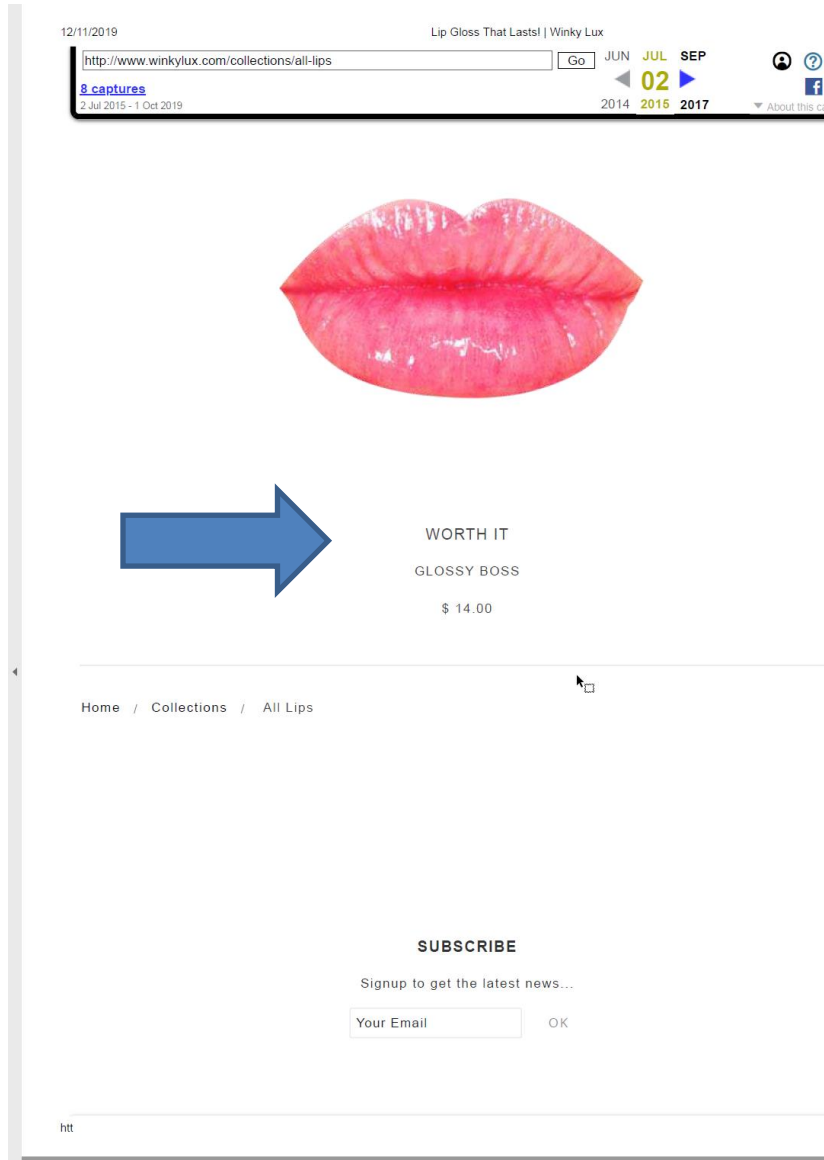 12/11/2019 Lip Gloss That Lasts! | Winky Lux
http://www.winkylux.com/collections/all-lips Go JUN JUL SEP
8 captures 02
2 Jul 2015 - 1 Oct 2019 2014 2015 2017 About this ca
WORTH IT
GLOSSY BOSS
$ 14.00
Home / Collections / All Lips
SUBSCRIBE
Signup to get the latest news...
Your Email OK
htt